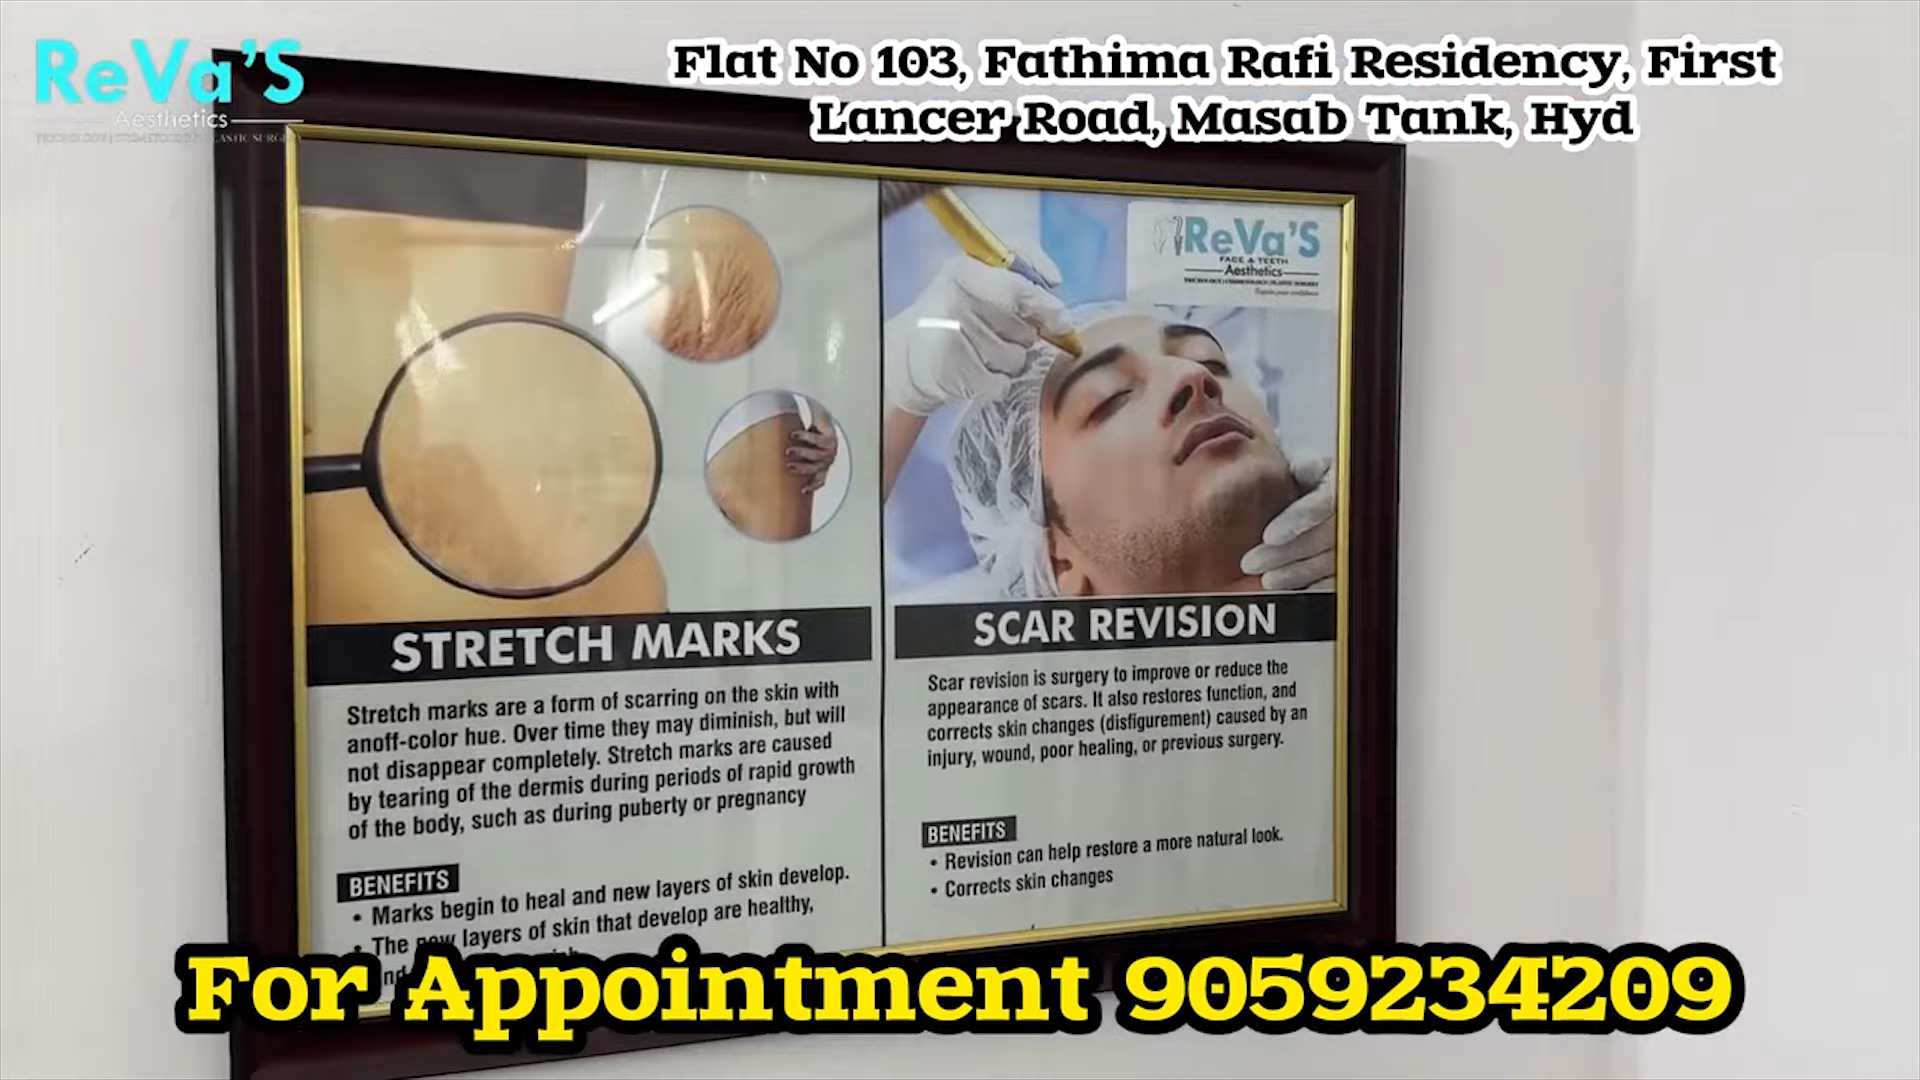 ReVa'S
Aesthetics
Flat No 103, Fathima Rafi Residency, First
Lancer Road, Masab Tank, Hyd
ReVa'S
FACE & TEETH
Aesthetics
STRETCH MARKS
Stretch marks are a form of scarring on the skin with
anoff-color hue. Over time they may diminish, but will
not disappear completely. Stretch marks are caused
by tearing of the dermis during periods of rapid growth
of the body, such as during puberty or pregnancy
BENEFITS
• Marks begin to heal and new layers of skin develop.
• The new layers of skin that develop are healthy,
SCAR REVISION
Scar revision is surgery to improve or reduce the
appearance of scars. It also restores function, and
corrects skin changes (disfigurement) caused by an
injury, wound, poor healing, or previous surgery.
BENEFITS
• Revision can help restore a more natural look.
• Corrects skin changes
For Appointment 9059234209